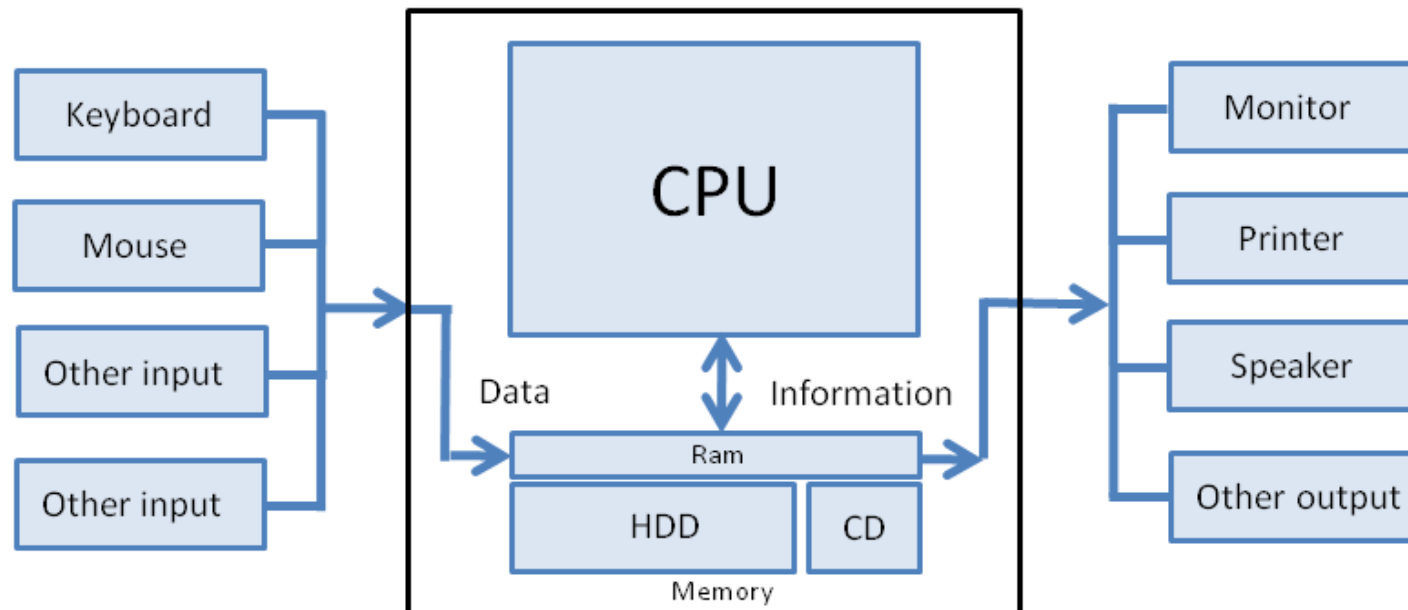 Keyboard
Mouse
Other input
Other input
CPU
Data
Information
Ram
HDD
CD
Memory
Monitor
Printer
Speaker
Other output